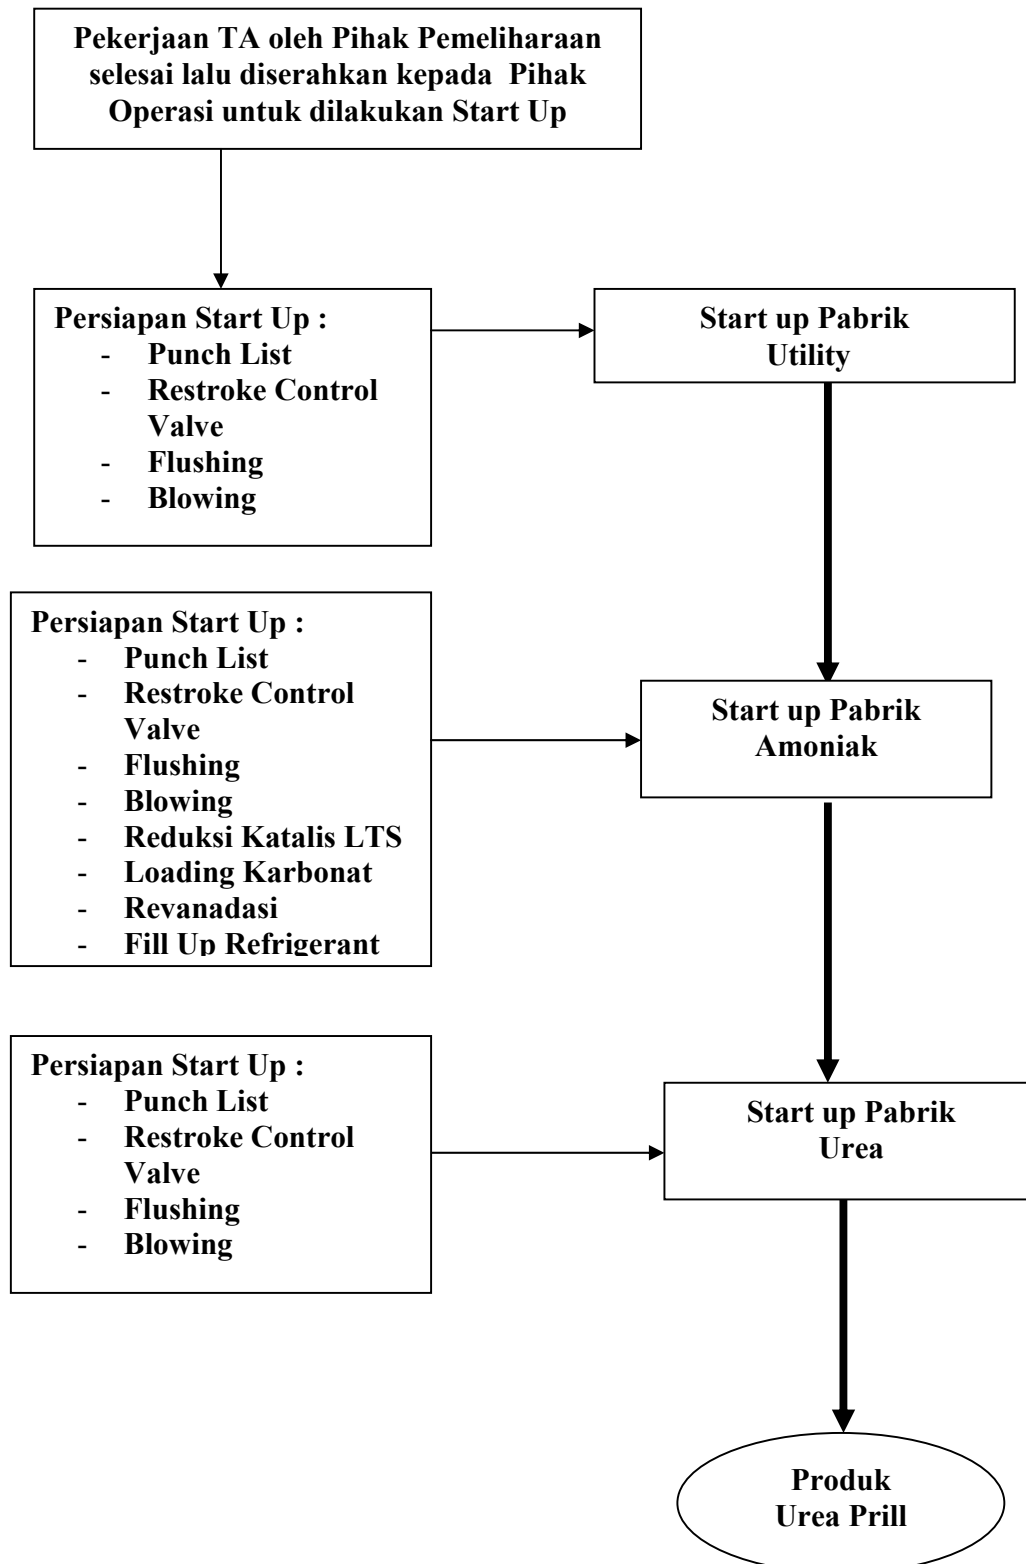 Pekerjaan TA oleh Pihak Pemeliharaan
selesai lalu diserahkan kepada Pihak
Operasi untuk dilakukan Start Up
Persiapan Start Up :
- Punch List
- Restroke Control
Valve
- Flushing
- Blowing
Start up Pabrik
Utility
Persiapan Start Up :
- Punch List
- Restroke Control
Valve
- Flushing
- Blowing
- Reduksi Katalis LTS
- Loading Karbonat
- Revanadasi
- Fill Up Refrigerant
Start up Pabrik
Amoniak
Persiapan Start Up :
- Punch List
- Restroke Control
Valve
- Flushing
- Blowing
Start up Pabrik
Urea
Produk
Urea Prill